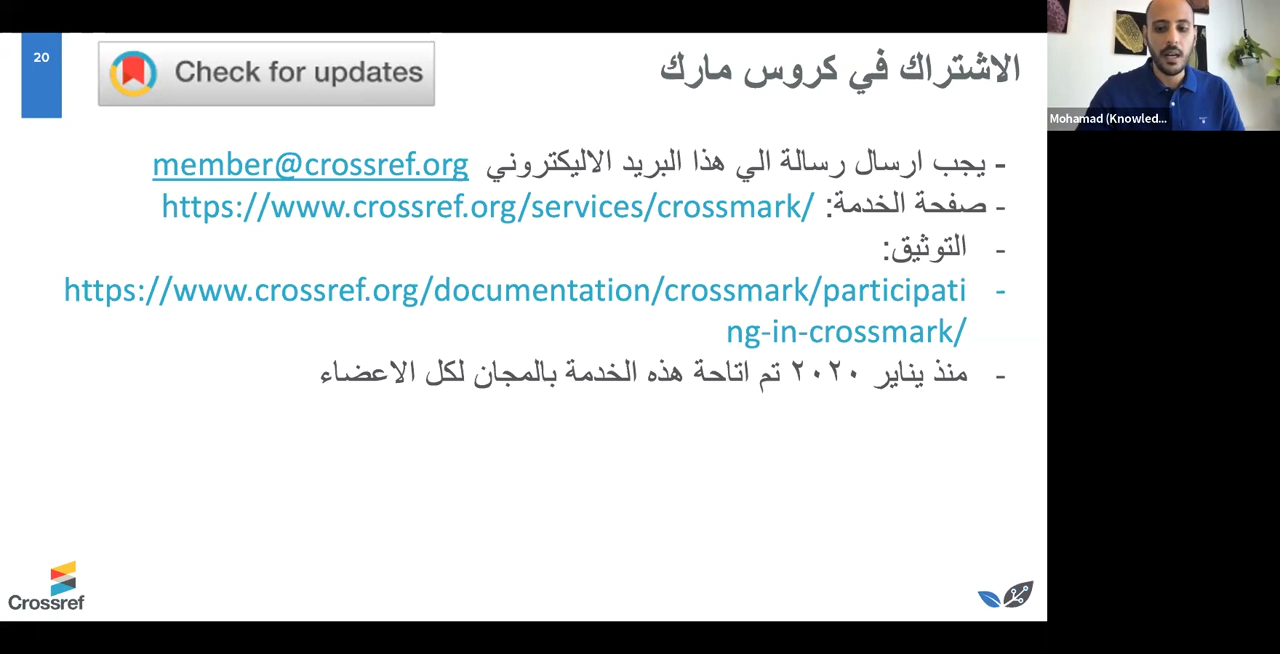 20
Check for updates
الاشتراك في كروس مارك
Mohamad (Knowled...
- يجب ارسال رسالة الي هذا البريد الاليكتروني member@crossref.org
- صفحة الخدمة: https://www.crossref.org/services/crossmark/
- التوثيق:
- https://www.crossref.org/documentation/crossmark/participati
ng-in-crossmark/
- منذ يناير ٢٠٢٠ تم اتاحة هذه الخدمة بالمجان لكل الاعضاء
Crossref